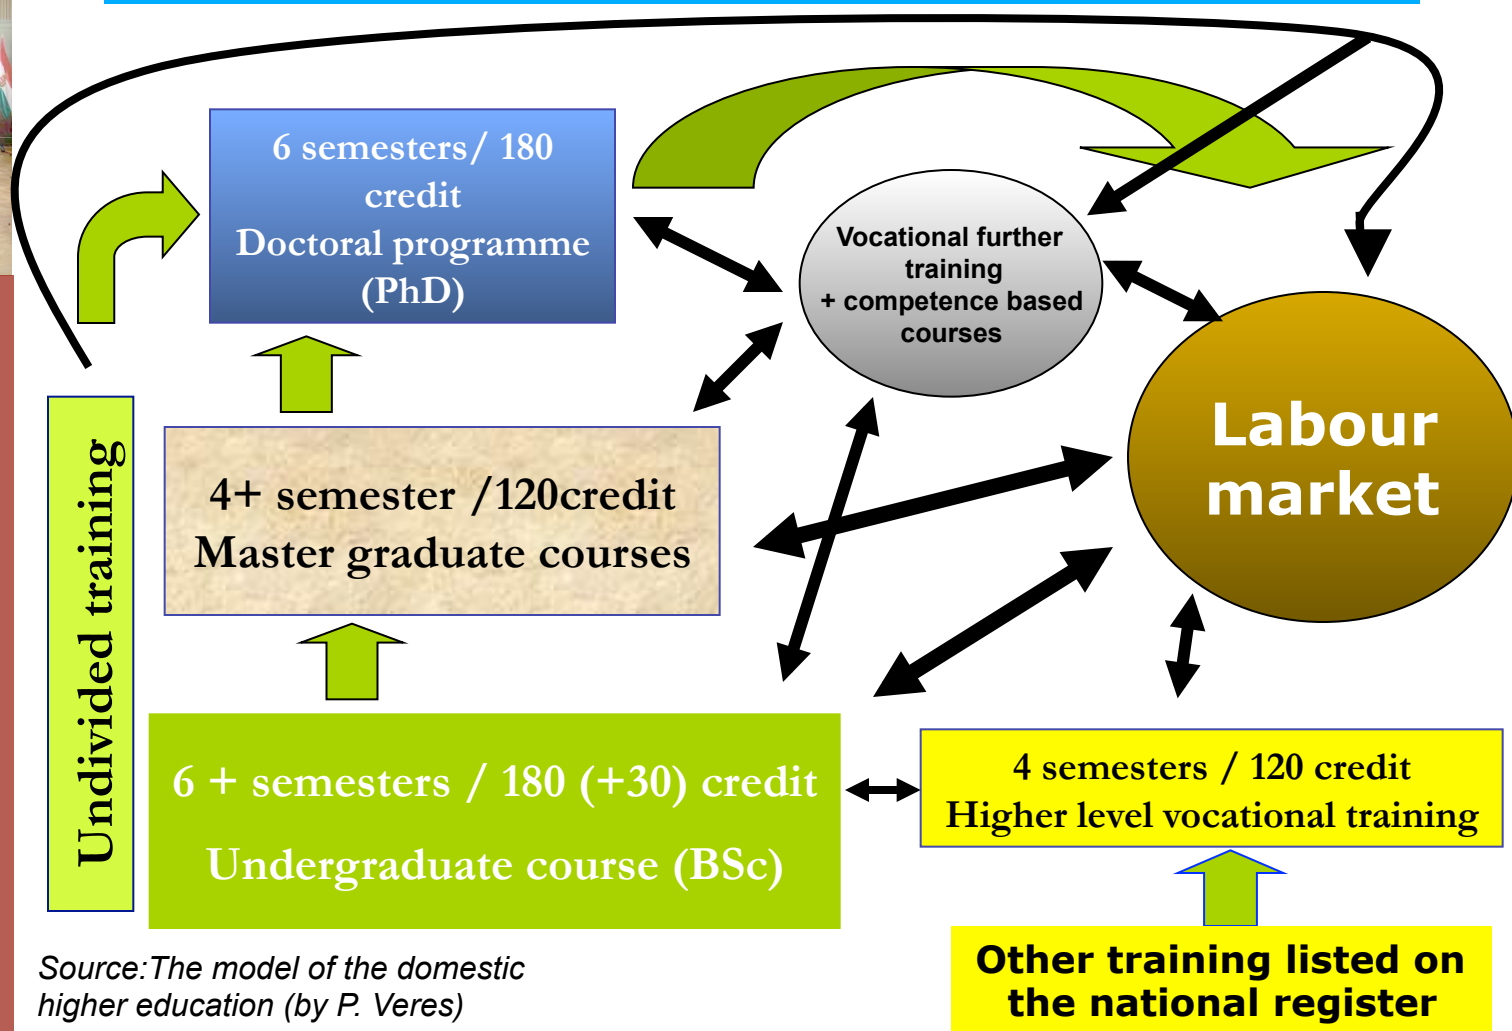 6 semesters/ 180
credit
Doctoral programme
(PhD)
Vocational further
training
+ competence based
courses
Labour
market
Undivided training
4+ semester /120credit
Master graduate courses
6 + semesters / 180 (+30) credit
Undergraduate course (BSc)
4 semesters / 120 credit
Higher level vocational training
Other training listed on
the national register
Source:The model of the domestic
higher education (by P. Veres)